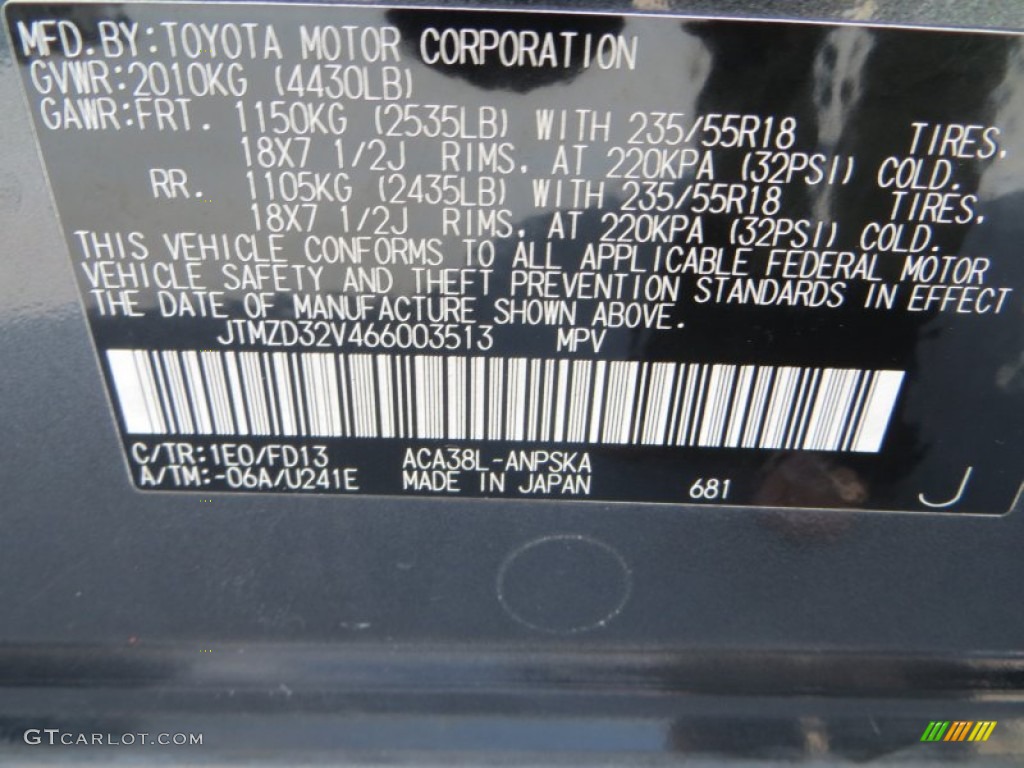 MFD.BY:TOYOTA MOTOR CORPORATION
GVWR:2010KG (4430LB)
GAWR:FRT. 1150KG (2535LB) WITH 235/55R18 TIRES.
18X7 1/2J RIMS. AT 220KPA (32PSI) COLD.
RR. 1105KG (2435LB) WITH 235/55R18 TIRES.
18X7 1/2J RIMS. AT 220KPA (32PSI) COLD.
THIS VEHICLE CONFORMS TO ALL APPLICABLE FEDERAL MOTOR
VEHICLE SAFETY AND THEFT PREVENTION STANDARDS IN EFFECT
THE DATE OF MANUFACTURE SHOWN ABOVE.
JTMZD32V466003513 MPV
C/TR:1E0/FD13 ACA38L-ANPSKA
A/TM:-06A/U241E MADE IN JAPAN 681 J
GTCARLOT.COM